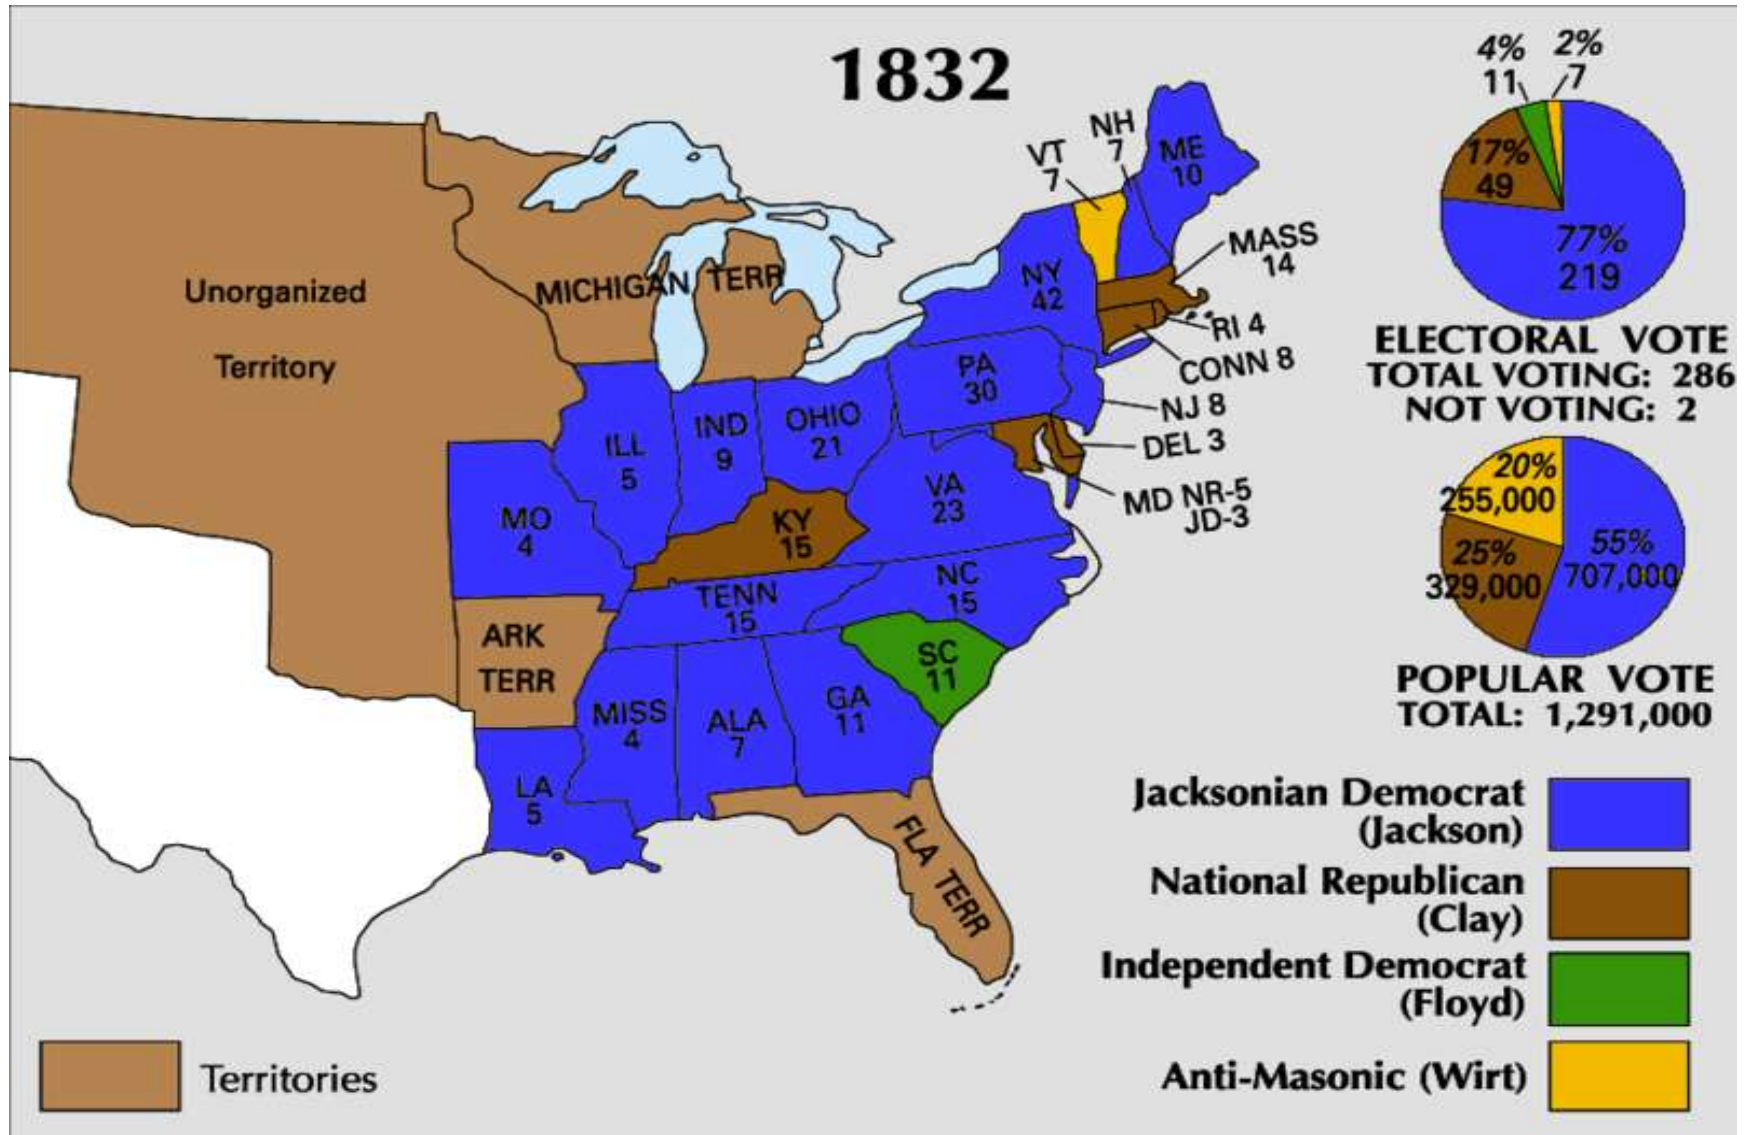 1832
4%
11
2%
7
17%
49
77%
219
ELECTORAL VOTE
TOTAL VOTING: 286
NOT VOTING: 2
20%
255,000
25%
329,000
55%
707,000
POPULAR VOTE
TOTAL: 1,291,000
Unorganized
Territory
MICHIGAN TERR
VT
7
NH
7
ME
10
MASS
14
NY
42
RI 4
CONN 8
PA
30
NJ 8
DEL 3
MD NR-5
JD-3
OHIO
21
IND
9
ILL
5
VA
23
MO
4
KY
15
TENN
15
NC
15
ARK
TERR
SC
11
MISS
4
ALA
7
GA
11
LA
5
FLA TERR
Jacksonian Democrat
(Jackson)
National Republican
(Clay)
Independent Democrat
(Floyd)
Anti-Masonic (Wirt)
Territories